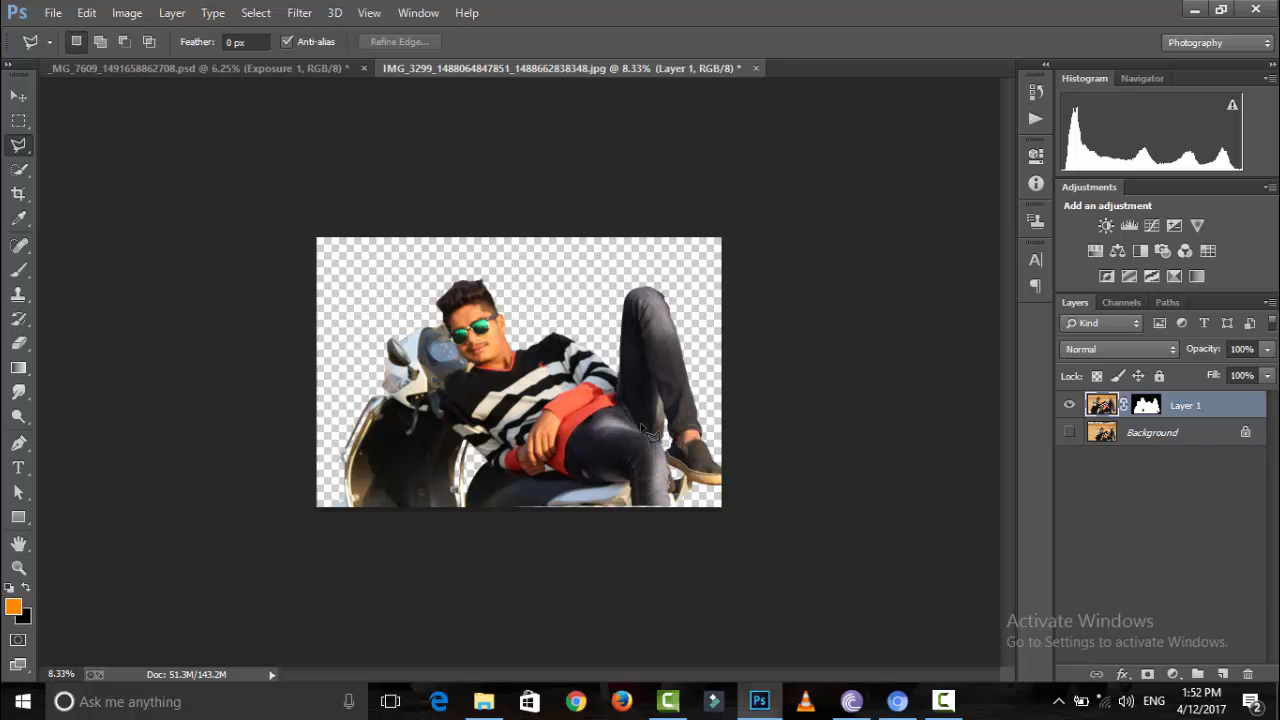 Ps File Edit Image Layer Type Select Filter 3D View Window Help
Feather: 0 px Anti-alias Refine Edge... Photography
_MG_7609_1491658862708.psd @ 6.25% (Exposure 1, RGB/8) * × IMG_3299_1488064847851_1488662838348.jpg @ 8.33% (Layer 1, RGB/8) * ×
Histogram Navigator
Adjustments
Add an adjustment
Layers Channels Paths
Kind
Normal Opacity: 100%
Lock: Fill: 100%
Layer 1
Background
Activate Windows
Go to Settings to activate Windows.
8.33% Doc: 51.3M/143.2M
Ask me anything
ENG
1:52 PM
4/12/2017
2